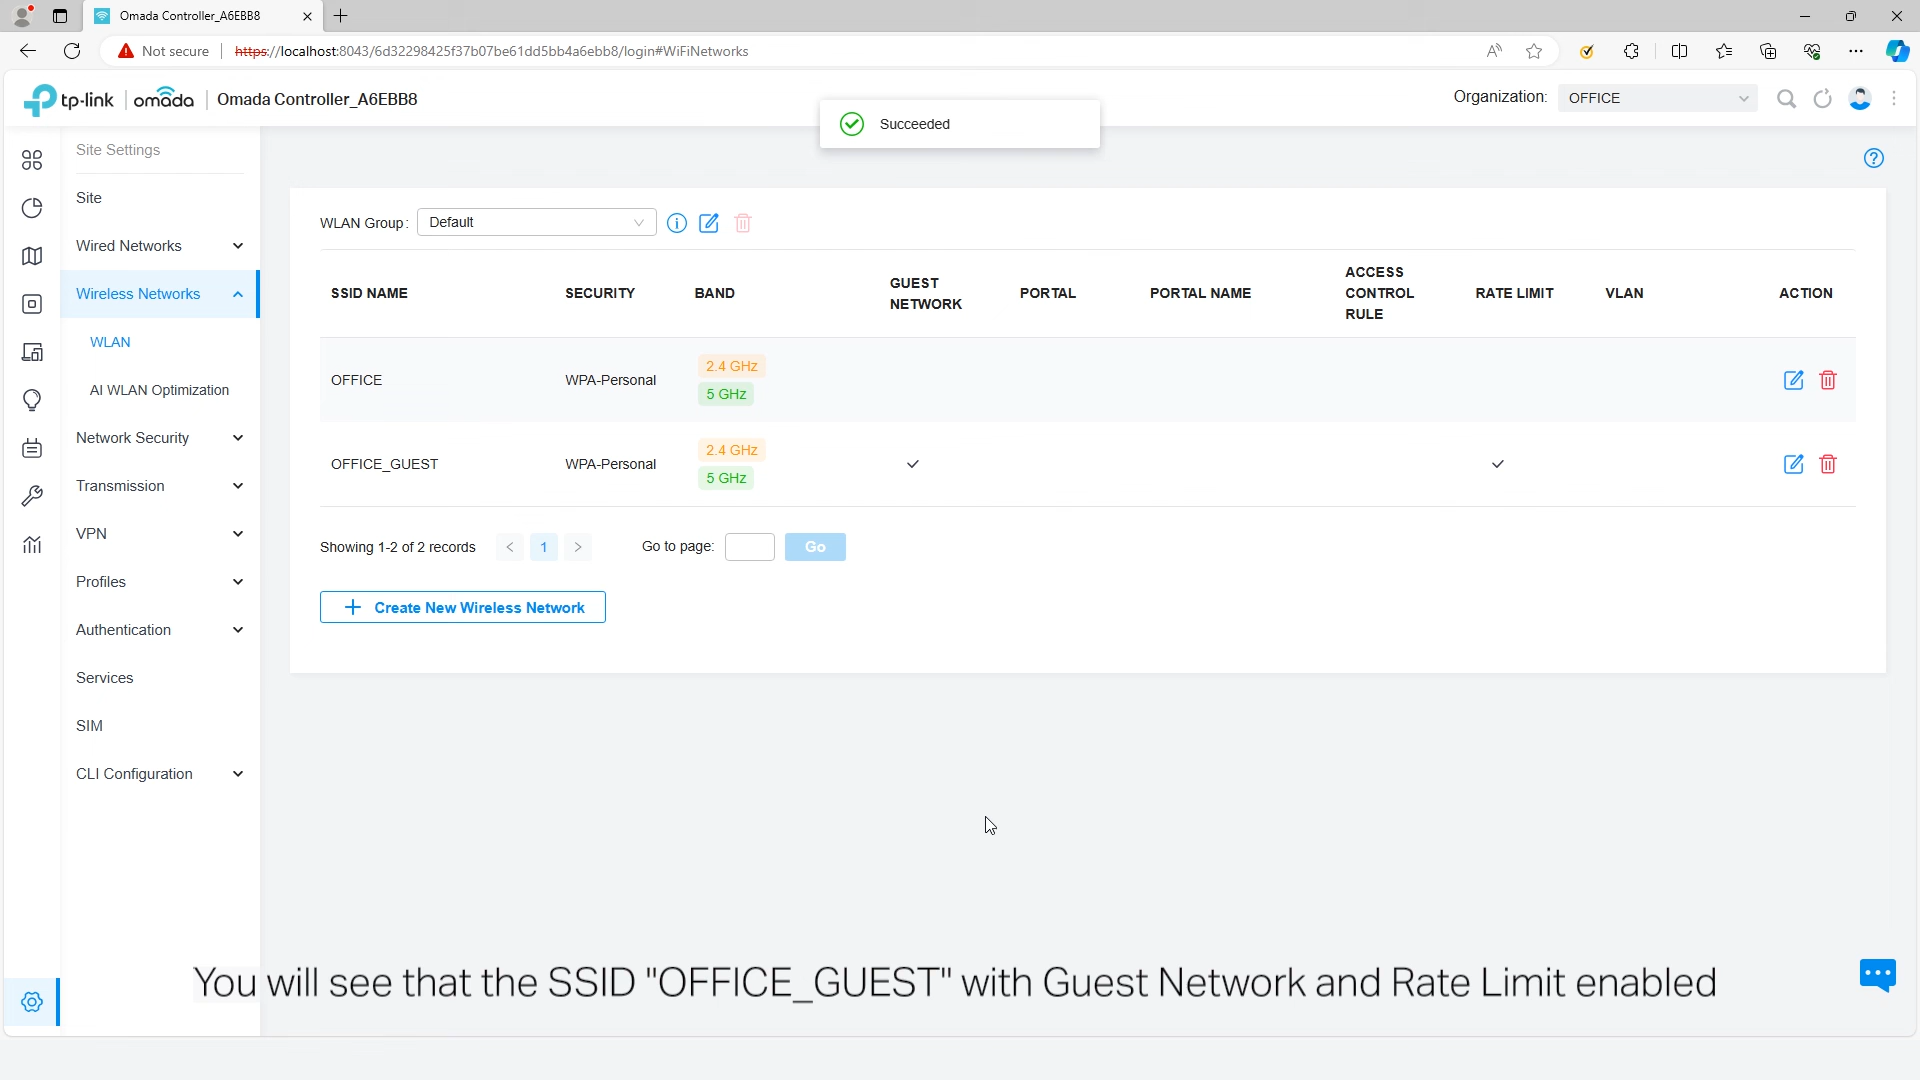 Omada Controller_A6EBB8
Not secure
https://localhost:8043/6d32298425f37b07be61dd5bb4a6ebb8/login#WiFiNetworks
tp-link
omada
Omada Controller_A6EBB8
Organization:
OFFICE
Succeeded
Site Settings
Site
Wired Networks
Wireless Networks
WLAN
AI WLAN Optimization
Network Security
Transmission
VPN
Profiles
Authentication
Services
SIM
CLI Configuration
WLAN Group:
Default
SSID NAME
SECURITY
BAND
GUEST
NETWORK
PORTAL
PORTAL NAME
ACCESS
CONTROL
RULE
RATE LIMIT
VLAN
ACTION
OFFICE
WPA-Personal
2.4 GHz
5 GHz
OFFICE_GUEST
WPA-Personal
2.4 GHz
5 GHz
Showing 1-2 of 2 records
<
1
>
Go to page:
Go
Create New Wireless Network
You will see that the SSID "OFFICE_GUEST" with Guest Network and Rate Limit enabled